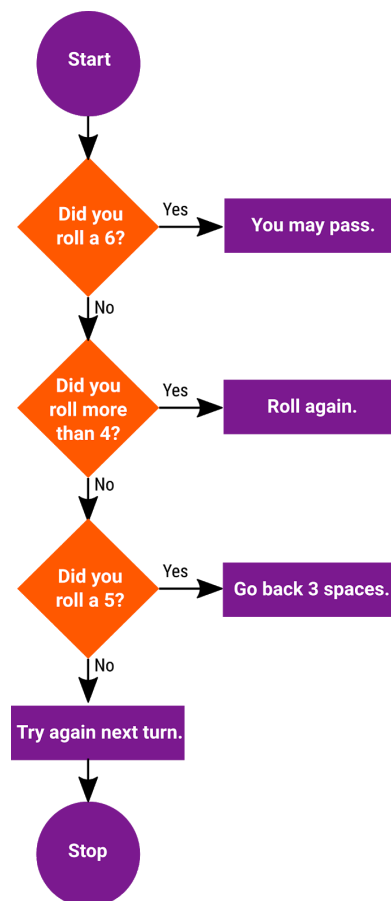 Start
Did you
roll a 6?
Yes
You may pass.
No
Did you
roll more
than 4?
Yes
Roll again.
No
Did you
roll a 5?
Yes
Go back 3 spaces.
No
Try again next turn.
Stop